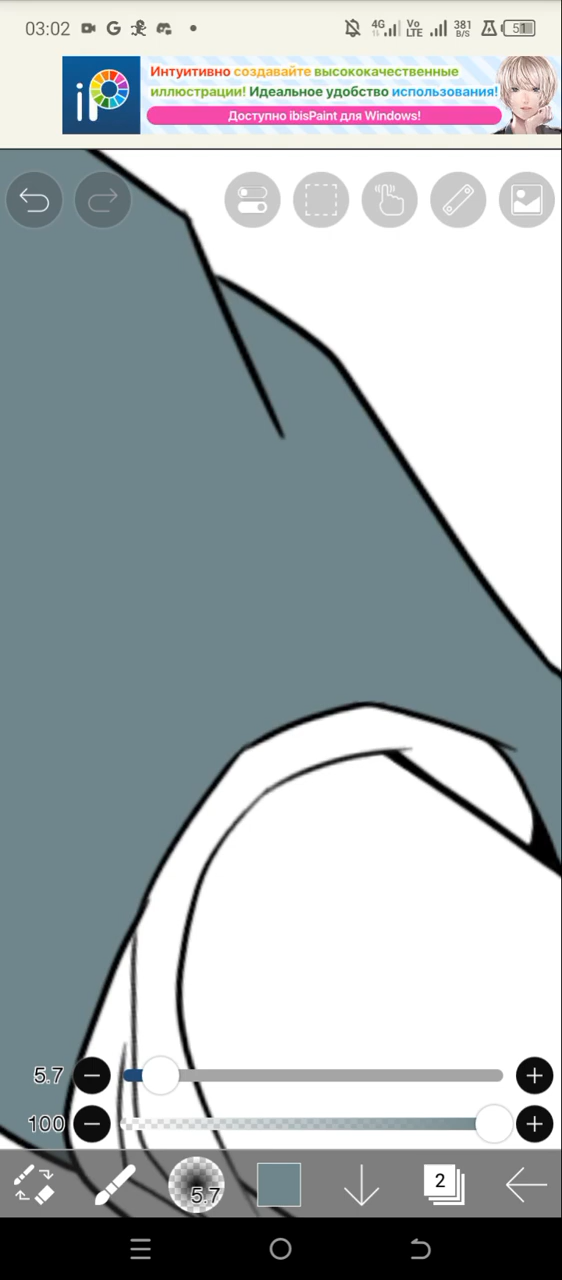 03:02
G
4G
Vo
LTE
381
B/S
51
iP
Интуитивно создавайте высококачественные
иллюстрации! Идеальное удобство использования!
Доступно ibisPaint для Windows!
5.7
100
5.7
2